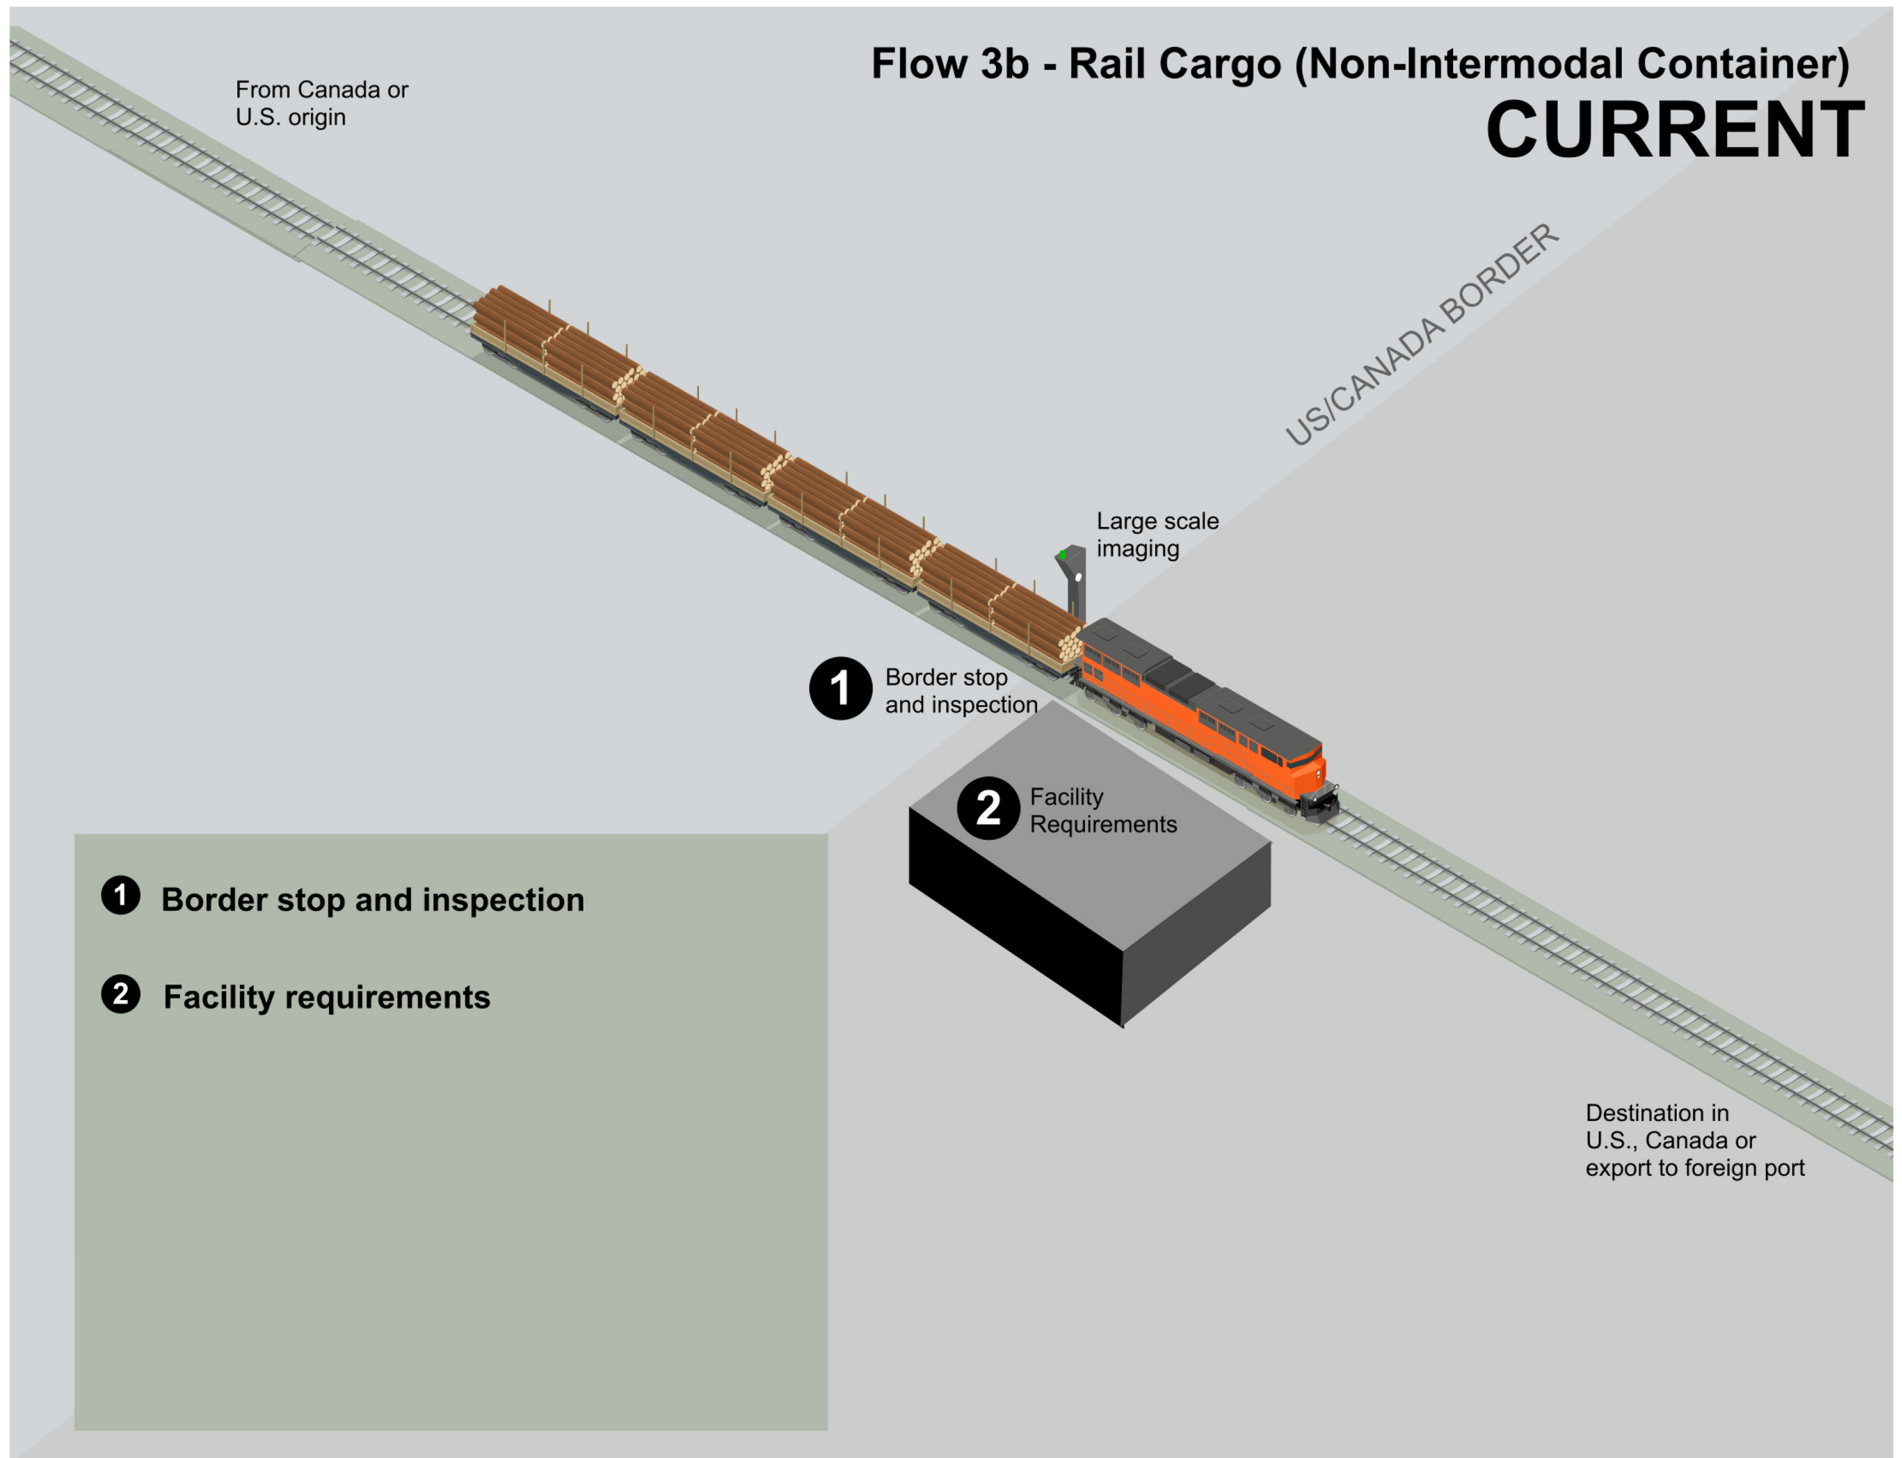 Flow 3b - Rail Cargo (Non-Intermodal Container)
CURRENT
From Canada or
U.S. origin
US/CANADA BORDER
Large scale
imaging
1
Border stop
and inspection
2
Facility
Requirements
1 Border stop and inspection
2 Facility requirements
Destination in
U.S., Canada or
export to foreign port